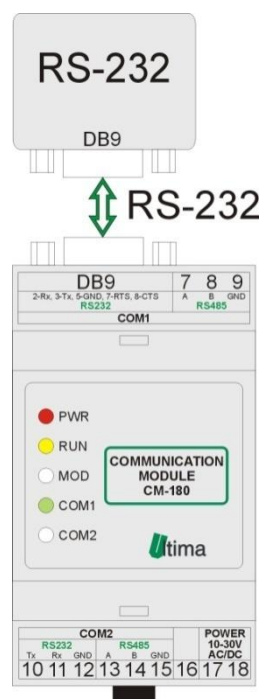 RS-232
DB9
RS-232
DB9 7 8 9
2-Rx, 3-Tx, 5-GND, 7-RTS, 8-CTS A B GND
RS232 RS485
COM1
PWR
RUN
MOD
COM1
COM2
COMMUNICATION
MODULE
CM-180
Ultima
COM2 POWER
RS232 RS485 10-30V
Tx Rx GND A B GND AC/DC
10 11 12 13 14 15 16 17 18